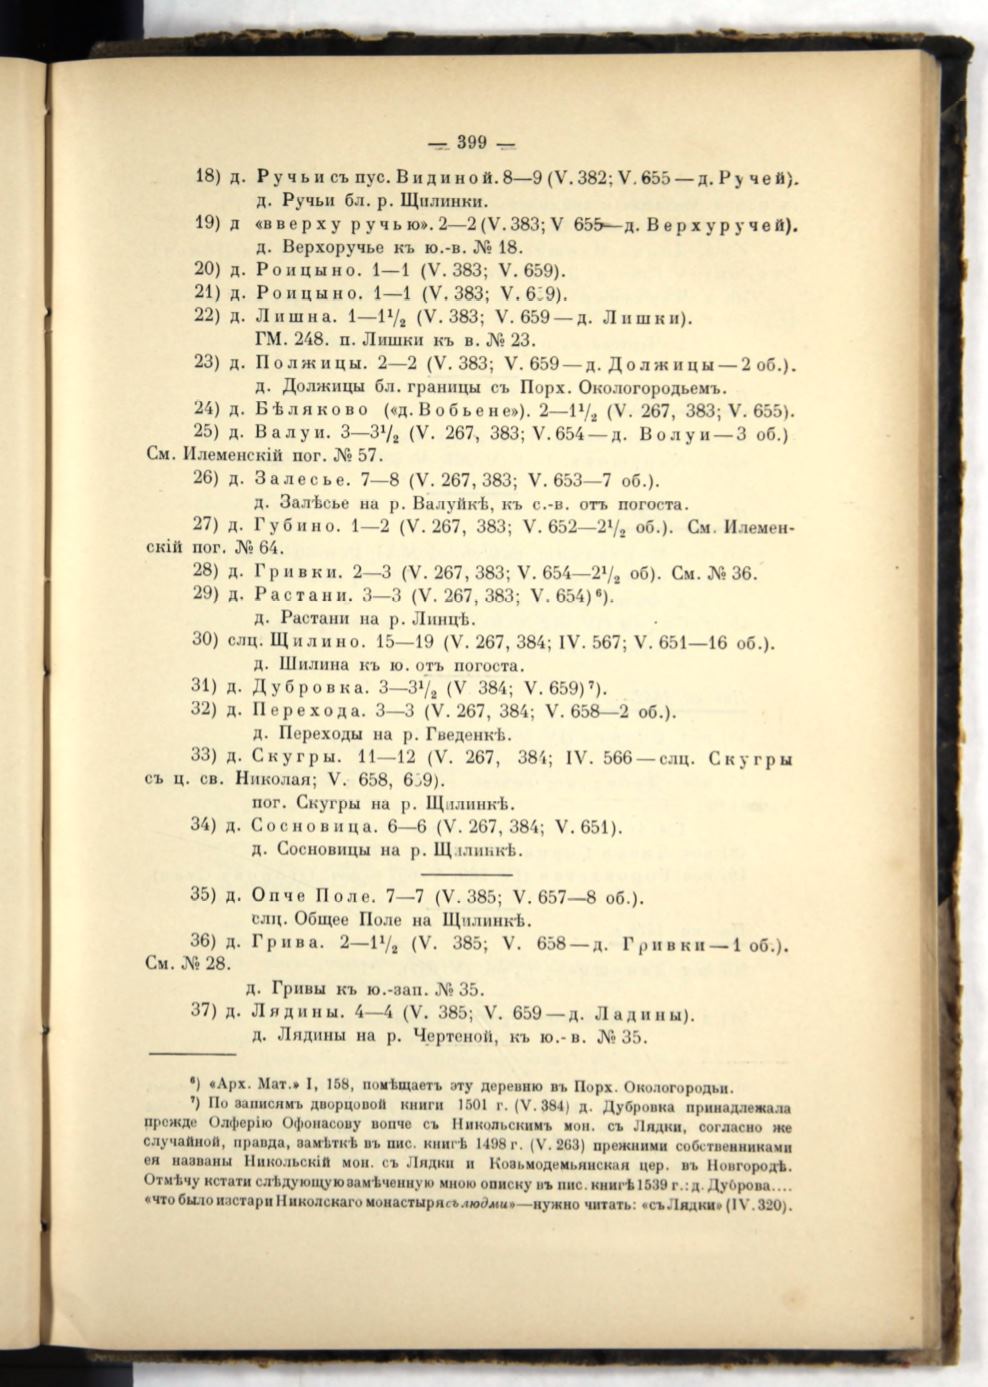 — 399 —
18) д. Ручьи съ пус. Видиной. 8—9 (V. 382; V. 655 — д. Ручей).
д. Ручьи бл. р. Щилинки.
19) д «вверху ручью». 2—2 (V. 383; V 655—д. Верхуручей).
д. Верхоручье къ ю.-в. № 18.
20) д. Роицыно. 1—1 (V. 383; V. 659).
21) д. Роицыно. 1—1 (V. 383; V. 659).
22) д. Лишна. 1—1½ (V. 383; V. 659 — д. Лишки).
ГМ. 248. п. Лишки къ в. № 23.
23) д. Полжицы. 2—2 (V. 383; V. 659 — д. Должицы — 2 об.).
д. Должицы бл. границы съ Порх. Окологородьемъ.
24) д. Бѣляково («д. Вобьене»). 2—1½ (V. 267, 383; V. 655).
25) д. Валуи. 3—3½ (V. 267, 383; V. 654 — д. Волуи — 3 об.)
См. Илеменскій пог. № 57.
26) д. Залесье. 7—8 (V. 267, 383; V. 653—7 об.).
д. Залѣсье на р. Валуйкѣ, къ с.-в. отъ погоста.
27) д. Губино. 1—2 (V. 267, 383; V. 652—2½ об.). См. Илемен-
скій пог. № 64.
28) д. Гривки. 2—3 (V. 267, 383; V. 654—2½ об). См. № 36.
29) д. Растани. 3—3 (V. 267, 383; V. 654)⁶).
д. Растани на р. Линцѣ.
30) слц. Щилино. 15—19 (V. 267, 384; IV. 567; V. 651—16 об.).
д. Шилина къ ю. отъ погоста.
31) д. Дубровка. 3—3½ (V 384; V. 659)⁷).
32) д. Перехода. 3—3 (V. 267, 384; V. 658—2 об.).
д. Переходы на р. Гведенкѣ.
33) д. Скугры. 11—12 (V. 267, 384; IV. 566 — слц. Скугры
съ ц. св. Николая; V. 658, 659).
пог. Скугры на р. Щилинкѣ.
34) д. Сосновица. 6—6 (V. 267, 384; V. 651).
д. Сосновицы на р. Щилинкѣ.
35) д. Опче Поле. 7—7 (V. 385; V. 657—8 об.).
слц. Общее Поле на Щилинкѣ.
36) д. Грива. 2—1½ (V. 385; V. 658 — д. Гривки — 1 об.).
См. № 28.
д. Гривы къ ю.-зап. № 35.
37) д. Лядины. 4—4 (V. 385; V. 659 — д. Ладины).
д. Лядины на р. Чертеной, къ ю.-в. № 35.
⁶) «Арх. Мат.» I, 158, помѣщаетъ эту деревню въ Порх. Окологородьи.
⁷) По записямъ дворцовой книги 1501 г. (V. 384) д. Дубровка принадлежала
прежде Олферію Офонасову вопче съ Никольскимъ мон. съ Лядки, согласно же
случайной, правда, замѣткѣ въ пис. книгѣ 1498 г. (V. 263) прежними собственниками
ея названы Никольскій мон. съ Лядки и Козьмодемьянская цер. въ Новгородѣ.
Отмѣчу кстати слѣдующую замѣченную мною описку въ пис. книгѣ 1539 г.: д. Дуброва....
«что было изстари Николскаго монастыря съ людми»—нужно читать: «съ Лядки» (IV. 320).